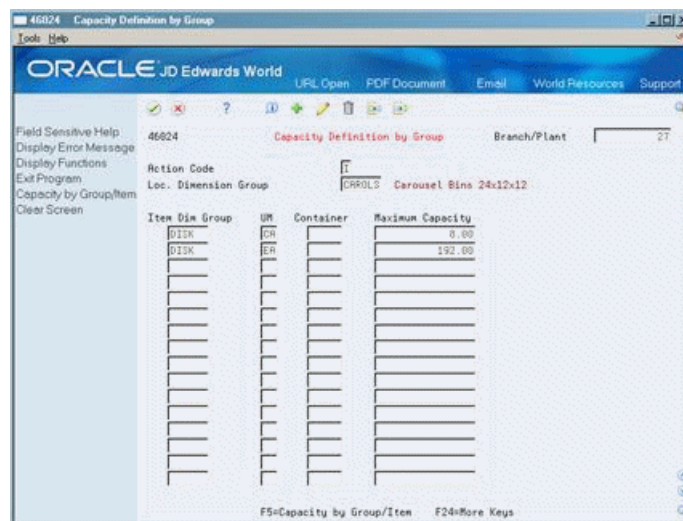 46024 Capacity Definition by Group
Tools Help
ORACLE JD Edwards World
URL Open PDF Document Email World Resources Support
Field Sensitive Help
Display Error Message
Display Functions
Exit Program
Capacity by Group/Item
Clear Screen
46024 Capacity Definition by Group Branch/Plant 27
Action Code I
Loc. Dimension Group CAROLS Carousel Bins 24x12x12
Item Dim Group UM Container Maximum Capacity
DISK CA 8.00
DISK EA 192.00
F5=Capacity by Group/Item F24=More Keys